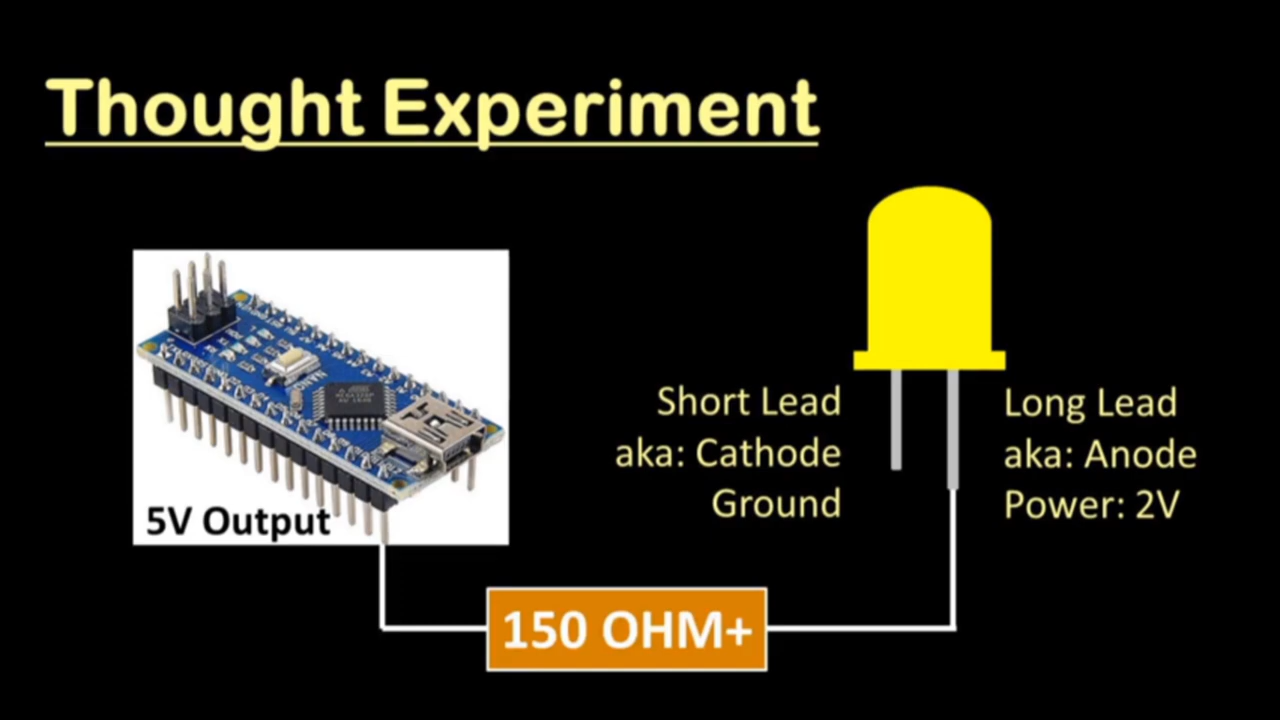 Thought Experiment
5V Output
Short Lead
aka: Cathode
Ground
Long Lead
aka: Anode
Power: 2V
150 OHM+